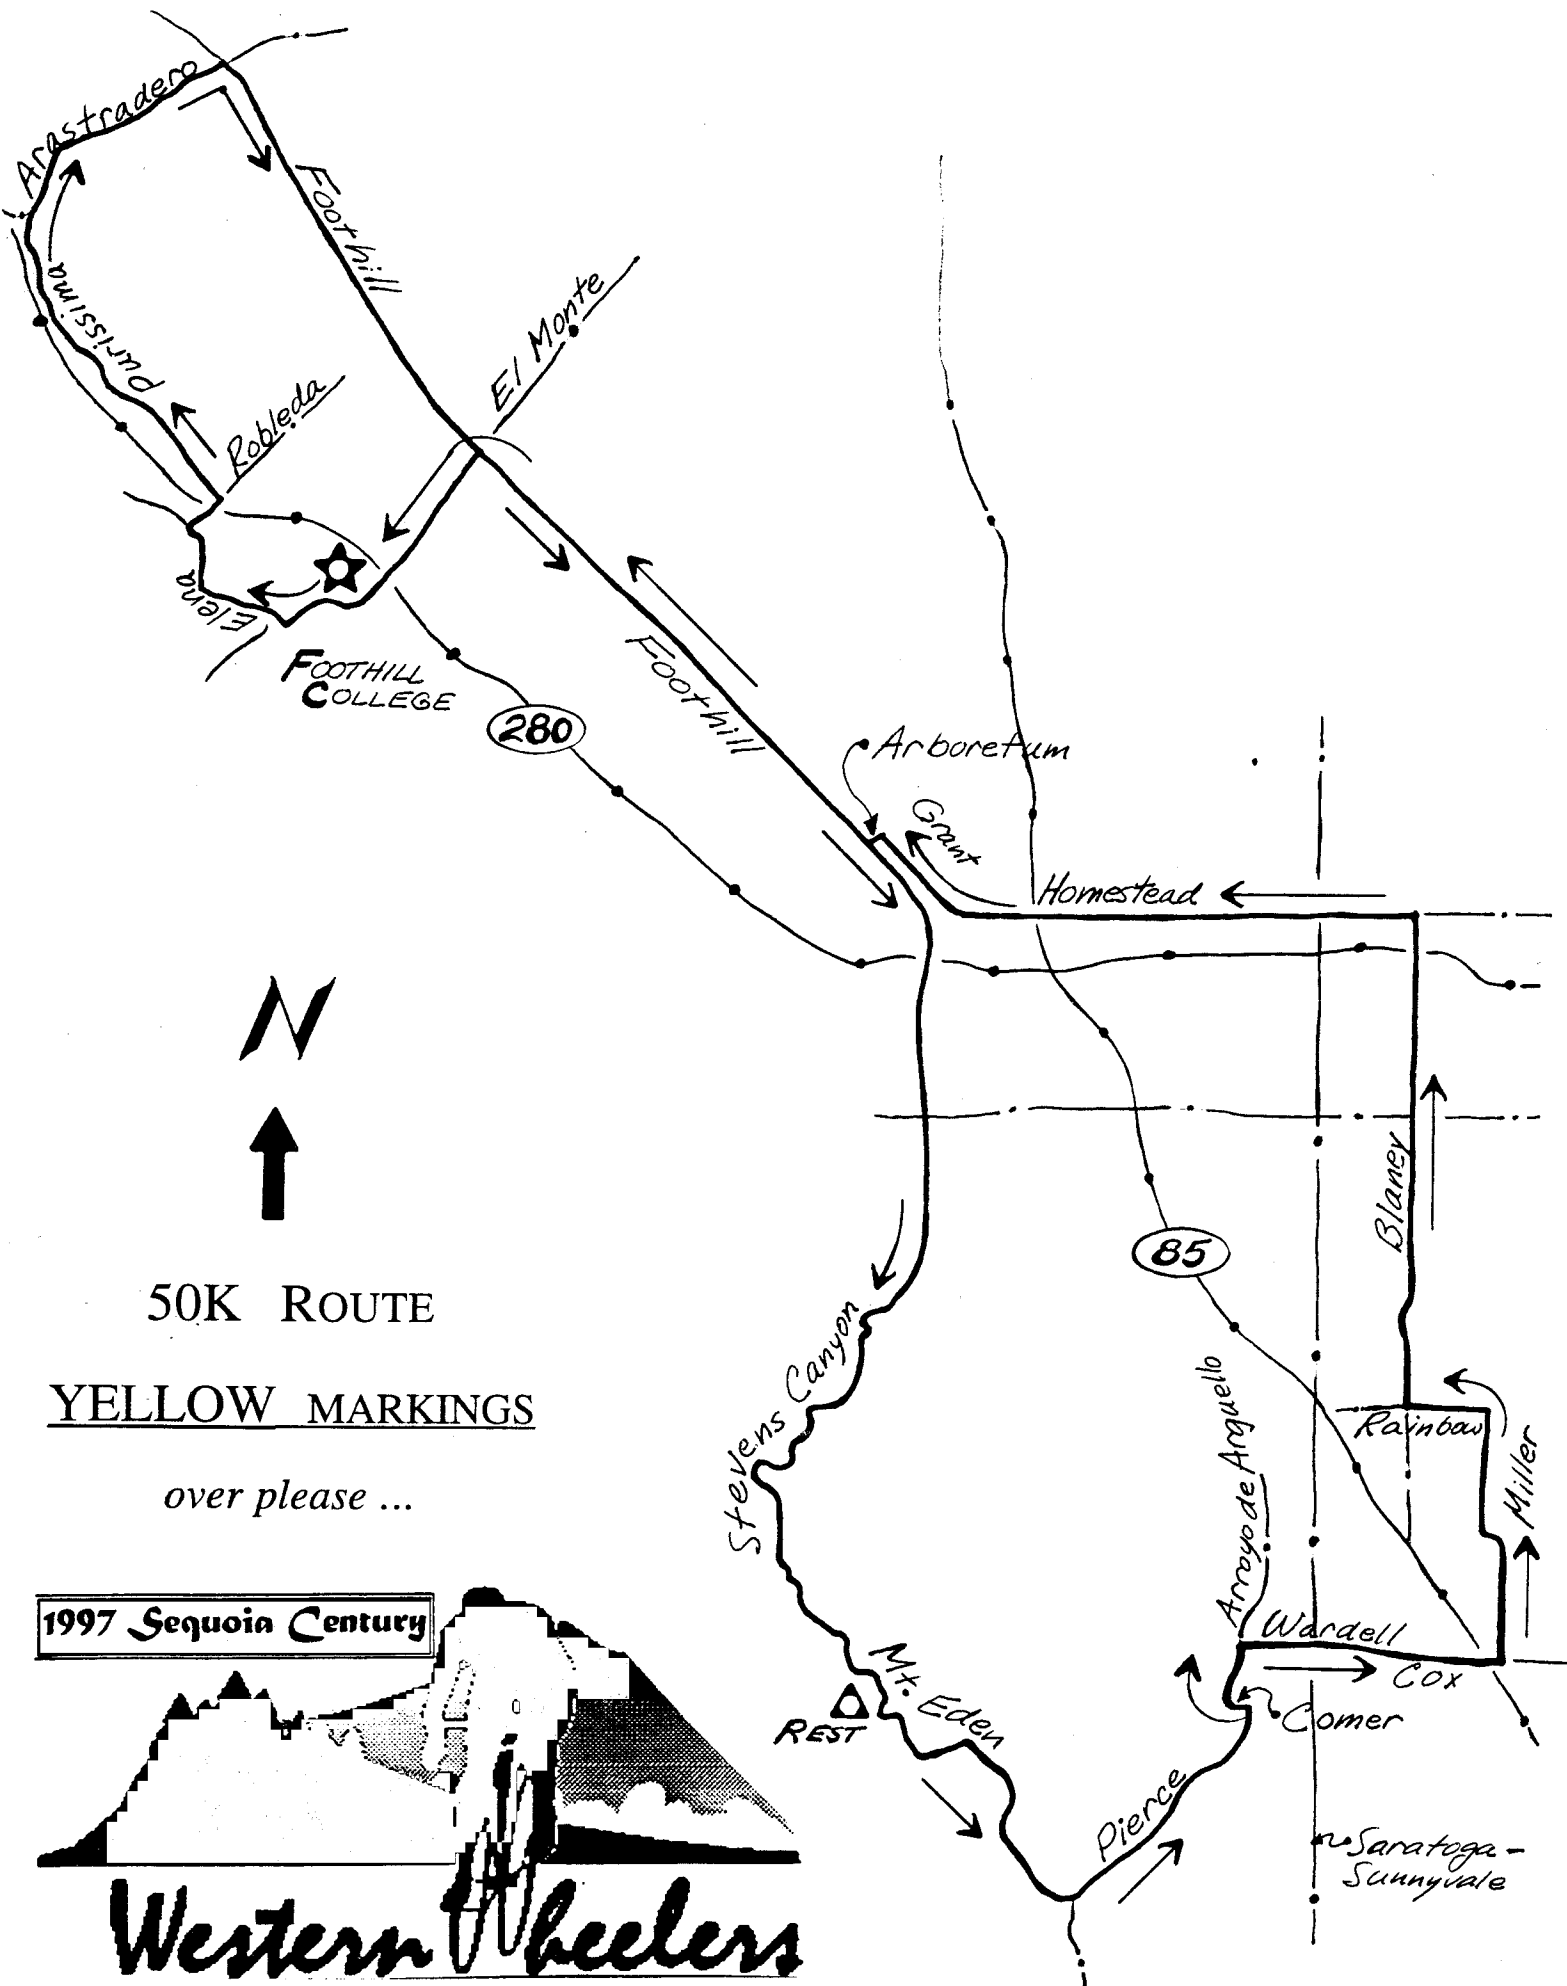 Arastradero
Foothill
El Monte
Purissima
Robleda
Elena
FOOTHILL
COLLEGE
280
Foothill
Arboretum
Grant
Homestead
N
85
Blaney
50K ROUTE
YELLOW MARKINGS
over please ...
Stevens Canyon
Arroyo de Arguello
Rainbow
Miller
1997 Sequoia Century
Wardell
Cox
Mt. Eden
REST
Comer
Pierce
Saratoga-
Sunnyvale
Western Wheelers